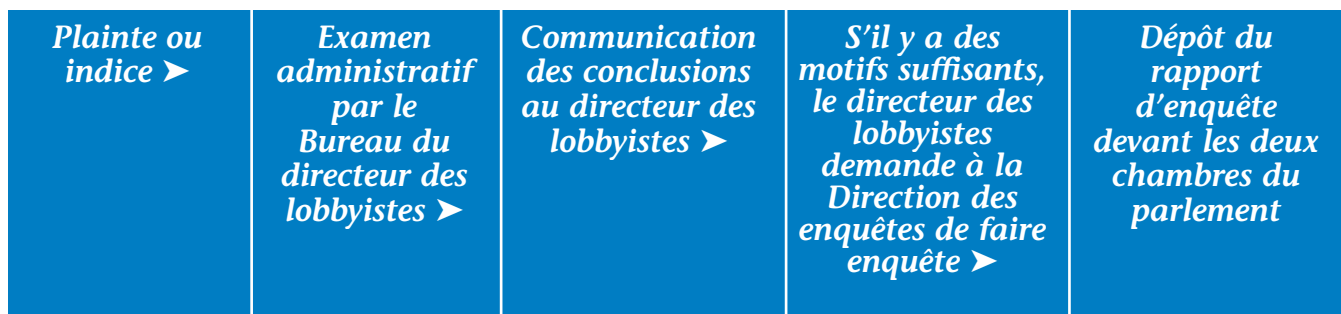 Plainte ou
indice ➤
Examen
administratif
par le
Bureau du
directeur des
lobbyistes ➤
Communication
des conclusions
au directeur des
lobbyistes ➤
S'il y a des
motifs suffisants,
le directeur des
lobbyistes
demande à la
Direction des
enquêtes de faire
enquête ➤
Dépôt du
rapport
d'enquête
devant les deux
chambres du
parlement